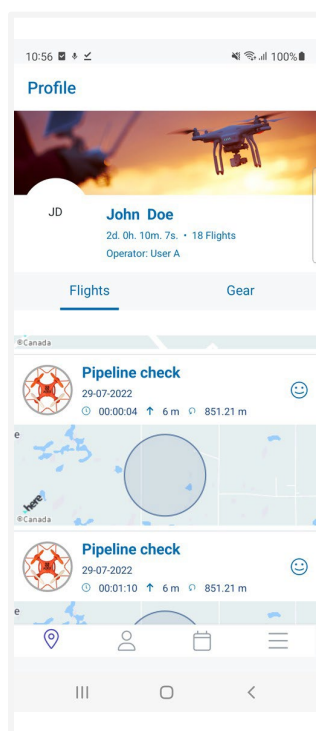 10:56
100%
Profile
JD
John Doe
2d. 0h. 10m. 7s. • 18 Flights
Operator: User A
Flights Gear
©Canada
Pipeline check
29-07-2022
00:00:04 6 m 851.21 m
e
here
©Canada
Pipeline check
29-07-2022
00:01:10 6 m 851.21 m
e